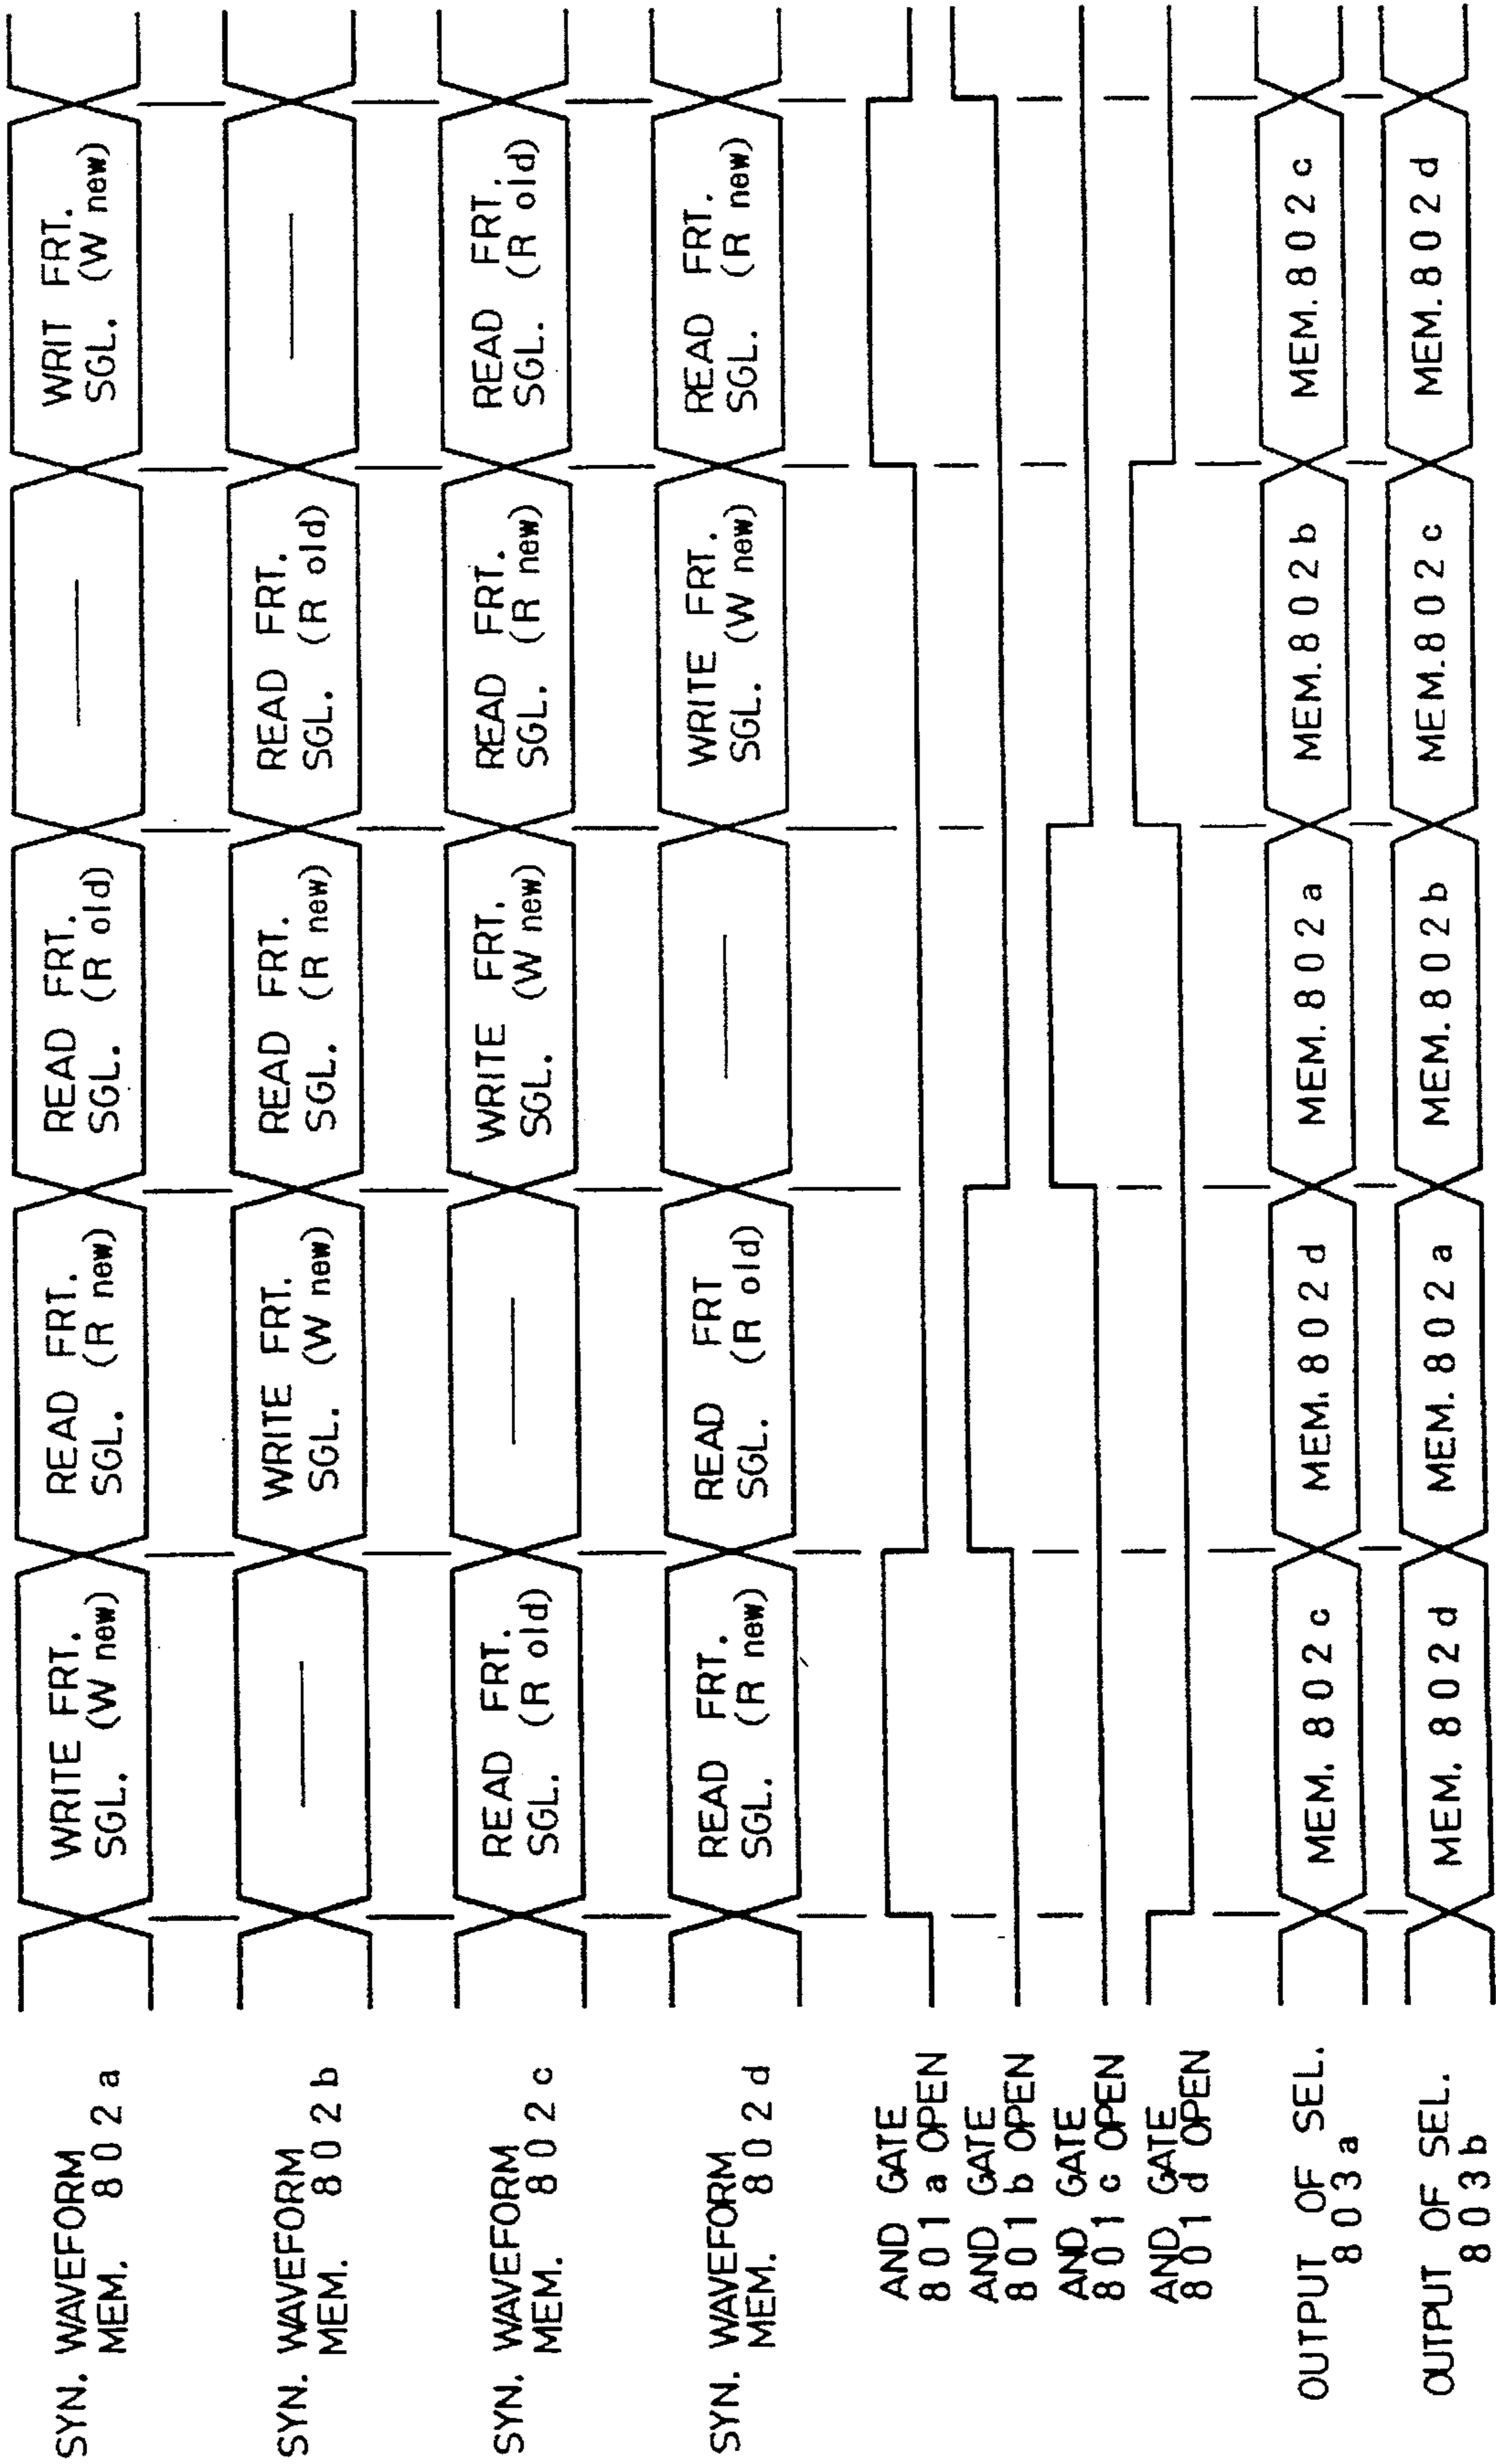 SYN. WAVEFORM
MEM. 802a
WRITE FRT.
SGL. (W new)
READ FRT.
SGL. (R new)
READ FRT.
SGL. (R old)
WRIT FRT.
SGL. (W new)
SYN. WAVEFORM
MEM. 802b
WRITE FRT.
SGL. (W new)
READ FRT.
SGL. (R new)
READ FRT.
SGL. (R old)
SYN. WAVEFORM
MEM. 802c
READ FRT.
SGL. (R old)
WRITE FRT.
SGL. (W new)
READ FRT.
SGL. (R new)
READ FRT.
SGL. (R old)
SYN. WAVEFORM
MEM. 802d
READ FRT.
SGL. (R new)
READ FRT
SGL. (R old)
WRITE FRT.
SGL. (W new)
READ FRT.
SGL. (R new)
AND GATE
801a OPEN
AND GATE
801b OPEN
AND GATE
801c OPEN
AND GATE
801d OPEN
OUTPUT OF SEL.
803a
MEM. 802c
MEM. 802d
MEM. 802a
MEM. 802b
MEM. 802c
OUTPUT OF SEL.
803b
MEM. 802d
MEM. 802a
MEM. 802b
MEM. 802c
MEM. 802d